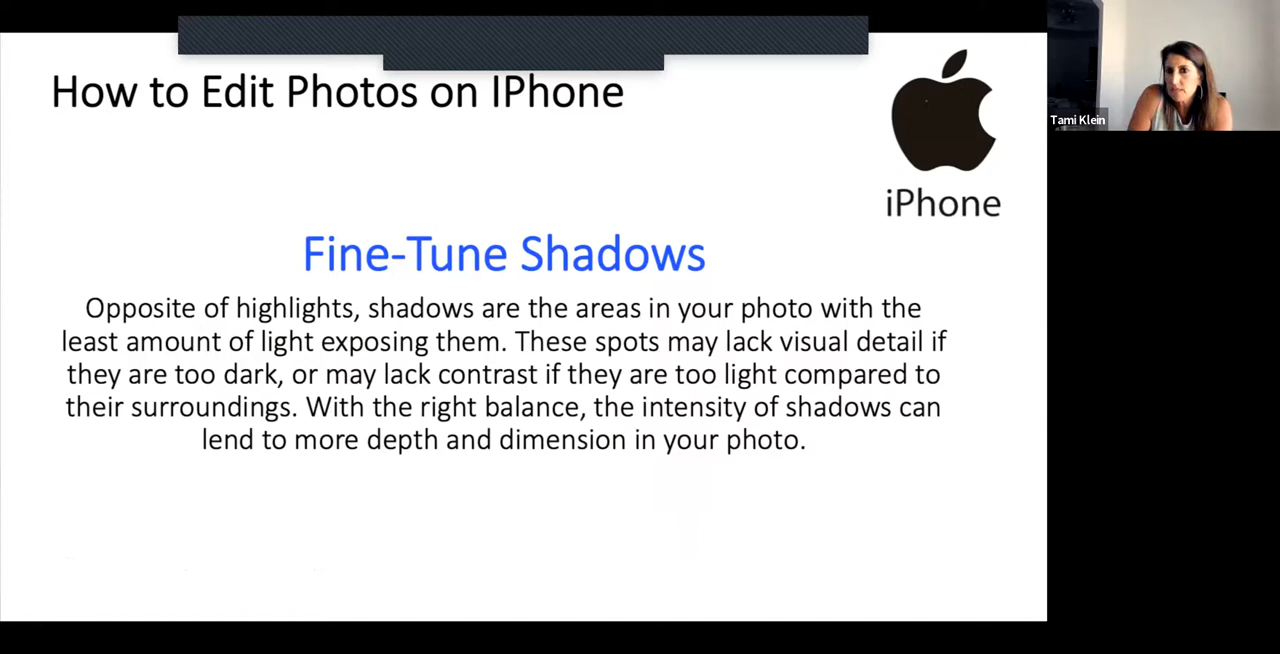 How to Edit Photos on IPhone
iPhone
Tami Klein
Fine-Tune Shadows
Opposite of highlights, shadows are the areas in your photo with the
least amount of light exposing them. These spots may lack visual detail if
they are too dark, or may lack contrast if they are too light compared to
their surroundings. With the right balance, the intensity of shadows can
lend to more depth and dimension in your photo.